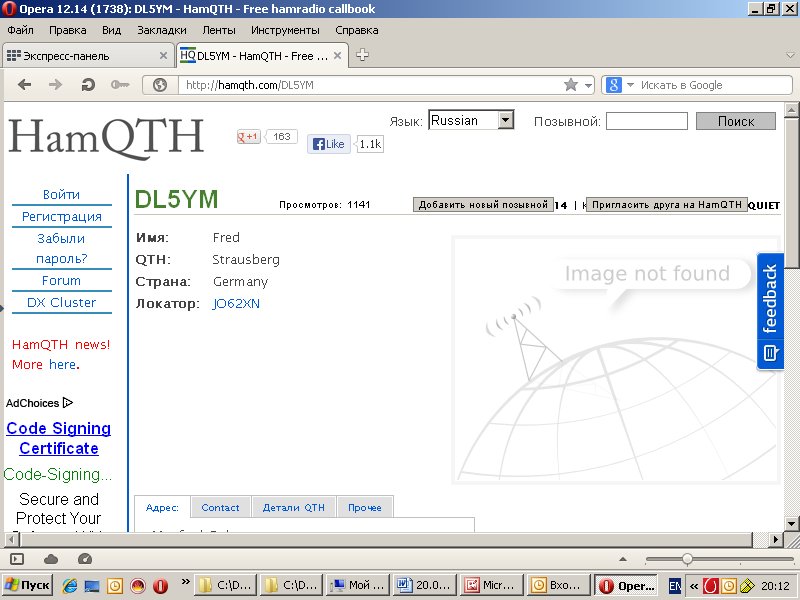 Opera 12.14 (1738): DL5YM - HamQTH - Free hamradio callbook
Файл Правка Вид Закладки Ленты Инструменты Справка
Экспресс-панель
HQ DL5YM - HamQTH - Free ...
http://hamqth.com/DL5YM
Искать в Google
HamQTH
+1 163
Like 1.1k
Язык: Russian
Позывной:
Поиск
Войти
Регистрация
Забыли
пароль?
Forum
DX Cluster
HamQTH news!
More here.
AdChoices
Code Signing
Certificate
Code-Signing...
Secure and
Protect Your
DL5YM
Просмотров: 1141
Добавить новый позывной 14 | Пригласить друга на HamQTH QUIET
Имя: Fred
QTH: Strausberg
Страна: Germany
Локатор: JO62XN
Image not found
feedback
Адрес: Contact Детали QTH Прочее
Пуск
»
C:\D...
C:\D...
Мой ...
20.0...
Micr...
Вхо...
Oper...
EN
«
20:12